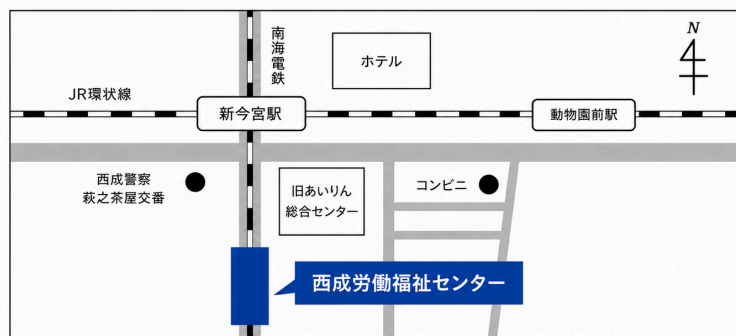 南海電鉄
ホテル
N
JR環状線
新今宮駅
動物園前駅
西成警察
萩之茶屋交番
旧あいりん
総合センター
コンビニ
西成労働福祉センター